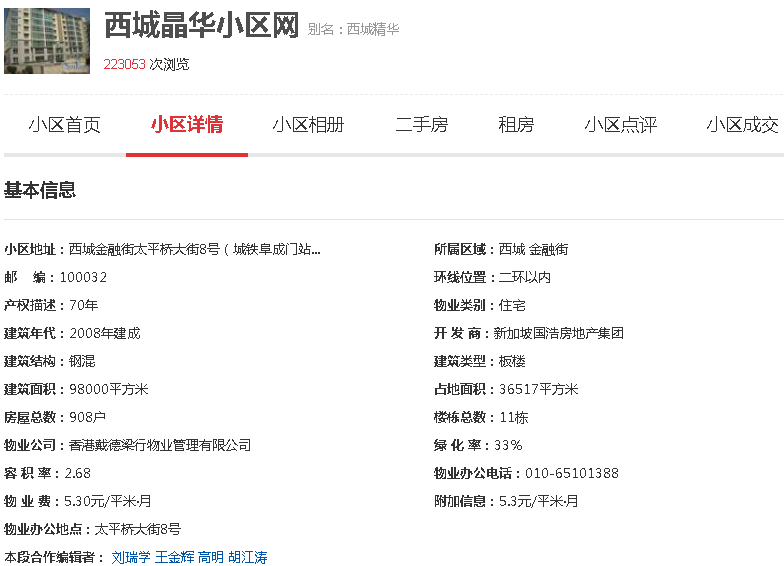 西城晶华小区网 别名：西城精华
223053 次浏览
小区首页 小区详情 小区相册 二手房 租房 小区点评 小区成交
基本信息
小区地址：西城金融街太平桥大街8号（城铁阜成门站... 所属区域：西城 金融街
邮 编：100032 环线位置：二环以内
产权描述：70年 物业类别：住宅
建筑年代：2008年建成 开 发 商：新加坡国浩房地产集团
建筑结构：钢混 建筑类型：板楼
建筑面积：98000平方米 占地面积：36517平方米
房屋总数：908户 楼栋总数：11栋
物业公司：香港戴德梁行物业管理有限公司 绿 化 率：33%
容 积 率：2.68 物业办公电话：010-65101388
物 业 费：5.30元/平米·月 附加信息：5.3元/平米·月
物业办公地点：太平桥大街8号
本段合作编辑者： 刘瑞学 王金辉 高明 胡江涛